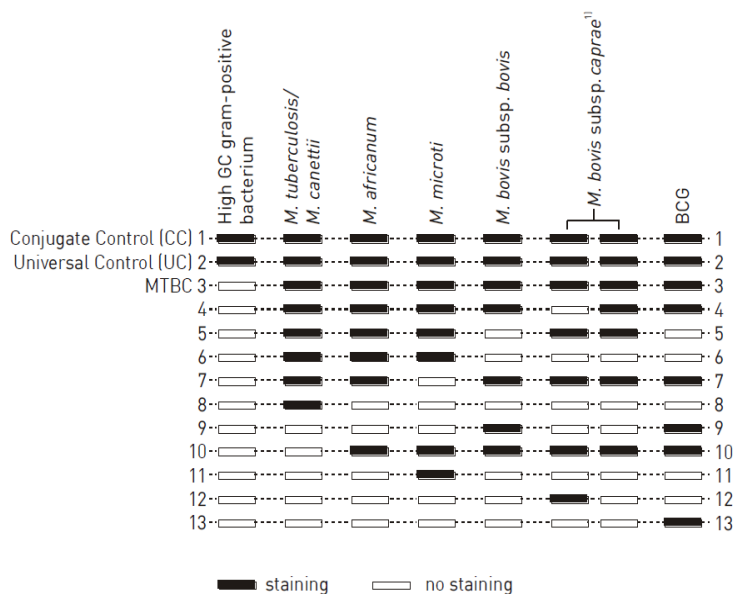 High GC gram-positive
bacterium
M. tuberculosis/
M. canettii
M. africanum
M. microti
M. bovis subsp. bovis
M. bovis subsp. caprae¹⁾
BCG
Conjugate Control (CC) 1 1
Universal Control (UC) 2 2
MTBC 3 3
4 4
5 5
6 6
7 7
8 8
9 9
10 10
11 11
12 12
13 13
staining no staining